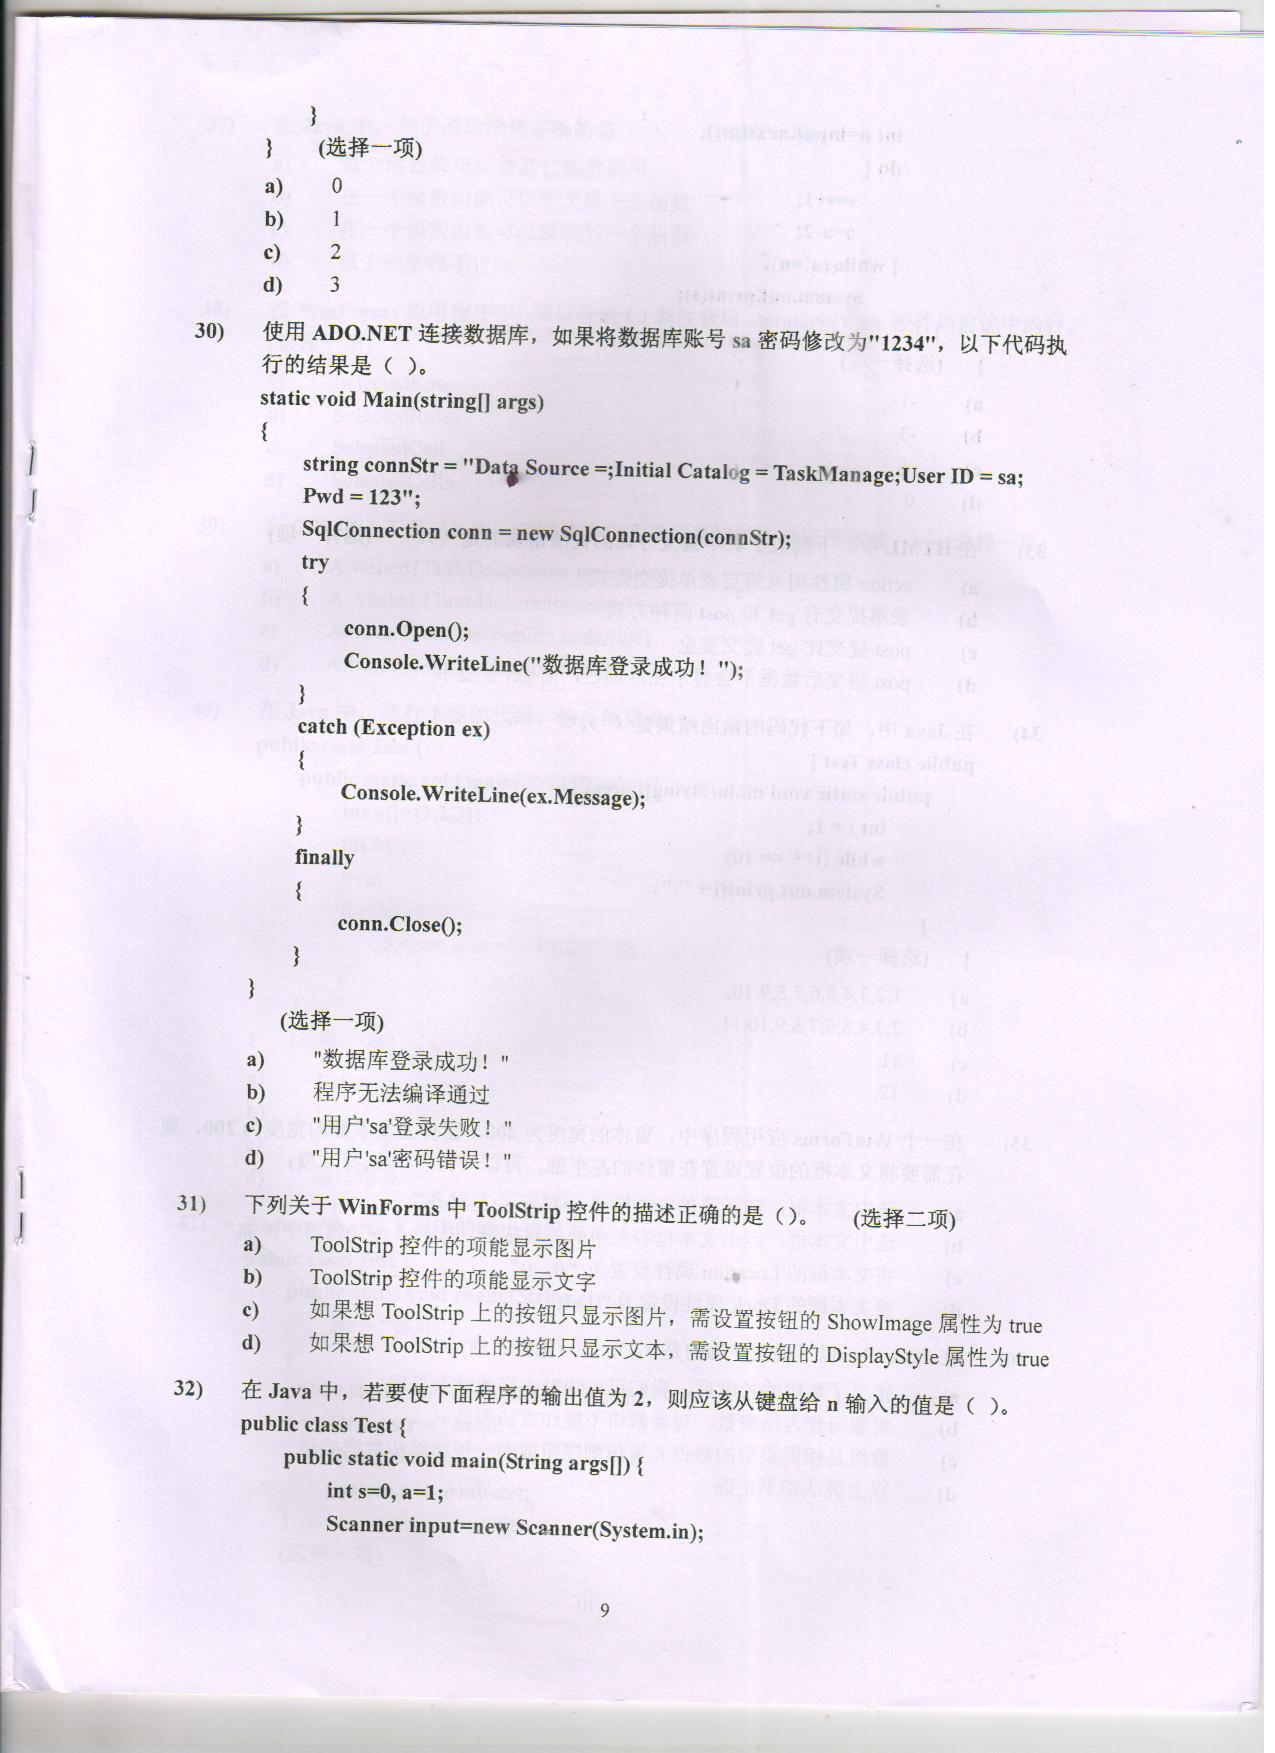 }
} (选择一项)
a) 0
b) 1
c) 2
d) 3
30) 使用 ADO.NET 连接数据库，如果将数据库账号 sa 密码修改为"1234"，以下代码执
行的结果是（ ）。
static void Main(string[] args)
{
string connStr = "Data Source =;Initial Catalog = TaskManage;User ID = sa;
Pwd = 123";
SqlConnection conn = new SqlConnection(connStr);
try
{
conn.Open();
Console.WriteLine("数据库登录成功！");
}
catch (Exception ex)
{
Console.WriteLine(ex.Message);
}
finally
{
conn.Close();
}
}
(选择一项)
a) "数据库登录成功！"
b) 程序无法编译通过
c) "用户'sa'登录失败！"
d) "用户'sa'密码错误！"
31) 下列关于 WinForms 中 ToolStrip 控件的描述正确的是（）。 (选择二项)
a) ToolStrip 控件的项能显示图片
b) ToolStrip 控件的项能显示文字
c) 如果想 ToolStrip 上的按钮只显示图片，需设置按钮的 ShowImage 属性为 true
d) 如果想 ToolStrip 上的按钮只显示文本，需设置按钮的 DisplayStyle 属性为 true
32) 在 Java 中，若要使下面程序的输出值为 2，则应该从键盘给 n 输入的值是（ ）。
public class Test {
public static void main(String args[]) {
int s=0, a=1;
Scanner input=new Scanner(System.in);
9